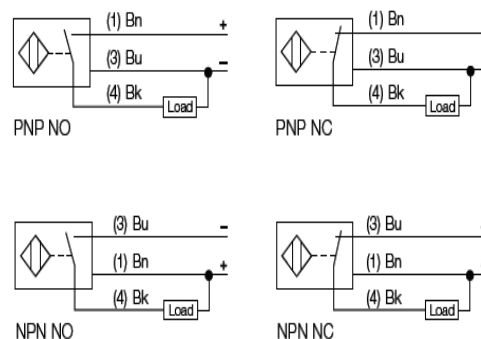 (1) Bn +
(3) Bu −
(4) Bk Load
PNP NO
(1) Bn
(3) Bu
(4) Bk Load
PNP NC
(3) Bu −
(1) Bn +
(4) Bk Load
NPN NO
(3) Bu
(1) Bn
(4) Bk Load
NPN NC